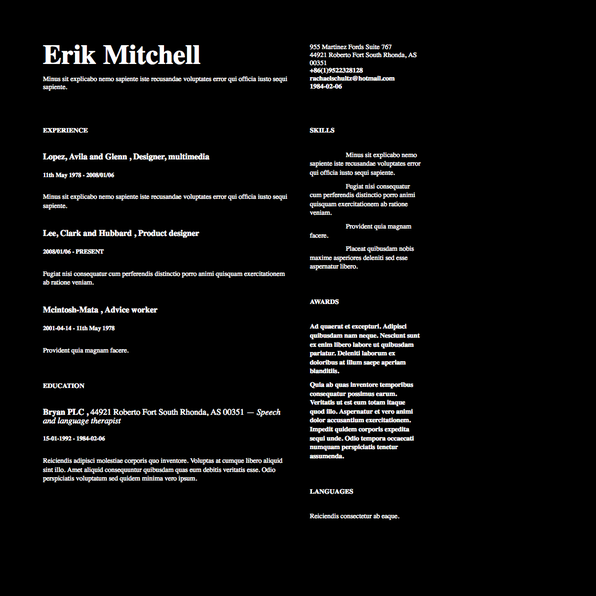 Erik Mitchell
Minus sit explicabo nemo sapiente iste recusandae voluptates error qui officia iusto sequi
sapiente.
955 Martinez Fords Suite 767
44921 Roberto Fort South Rhonda, AS
00351
+86(1)9522328128
rachaelschultz@hotmail.com
1984-02-06
EXPERIENCE
Lopez, Avila and Glenn , Designer, multimedia
11th May 1978 - 2008/01/06
Minus sit explicabo nemo sapiente iste recusandae voluptates error qui officia iusto sequi
sapiente.
Lee, Clark and Hubbard , Product designer
2008/01/06 - PRESENT
Fugiat nisi consequatur cum perferendis distinctio porro animi quisquam exercitationem
ab ratione veniam.
Mcintosh-Mata , Advice worker
2001-04-14 - 11th May 1978
Provident quia magnam facere.
EDUCATION
Bryan PLC , 44921 Roberto Fort South Rhonda, AS 00351 — Speech
and language therapist
15-01-1992 - 1984-02-06
Reiciendis adipisci molestiae corporis quo inventore. Voluptas at cumque libero aliquid
sint illo. Amet aliquid consequuntur quibusdam quas eum debitis veritatis esse. Odio
perspiciatis voluptatum sed quidem minima vero ipsum.
SKILLS
Minus sit explicabo nemo
sapiente iste recusandae voluptates error
qui officia iusto sequi sapiente.
Fugiat nisi consequatur
cum perferendis distinctio porro animi
quisquam exercitationem ab ratione
veniam.
Provident quia magnam
facere.
Placeat quibusdam nobis
maxime asperiores deleniti sed esse
aspernatur libero.
AWARDS
Ad quaerat et excepturi. Adipisci
quibusdam nam neque. Nesciunt sunt
ex enim libero labore ut quibusdam
pariatur. Deleniti laborum ex
doloribus at illum saepe aperiam
blanditiis.
Quia ab quas inventore temporibus
consequatur possimus earum.
Veritatis ut est eum totam itaque
quod illo. Aspernatur et vero animi
dolor accusantium exercitationem.
Impedit quidem corporis expedita
sequi unde. Odio tempora occaecati
numquam perspiciatis tenetur
assumenda.
LANGUAGES
Reiciendis consectetur ab eaque.